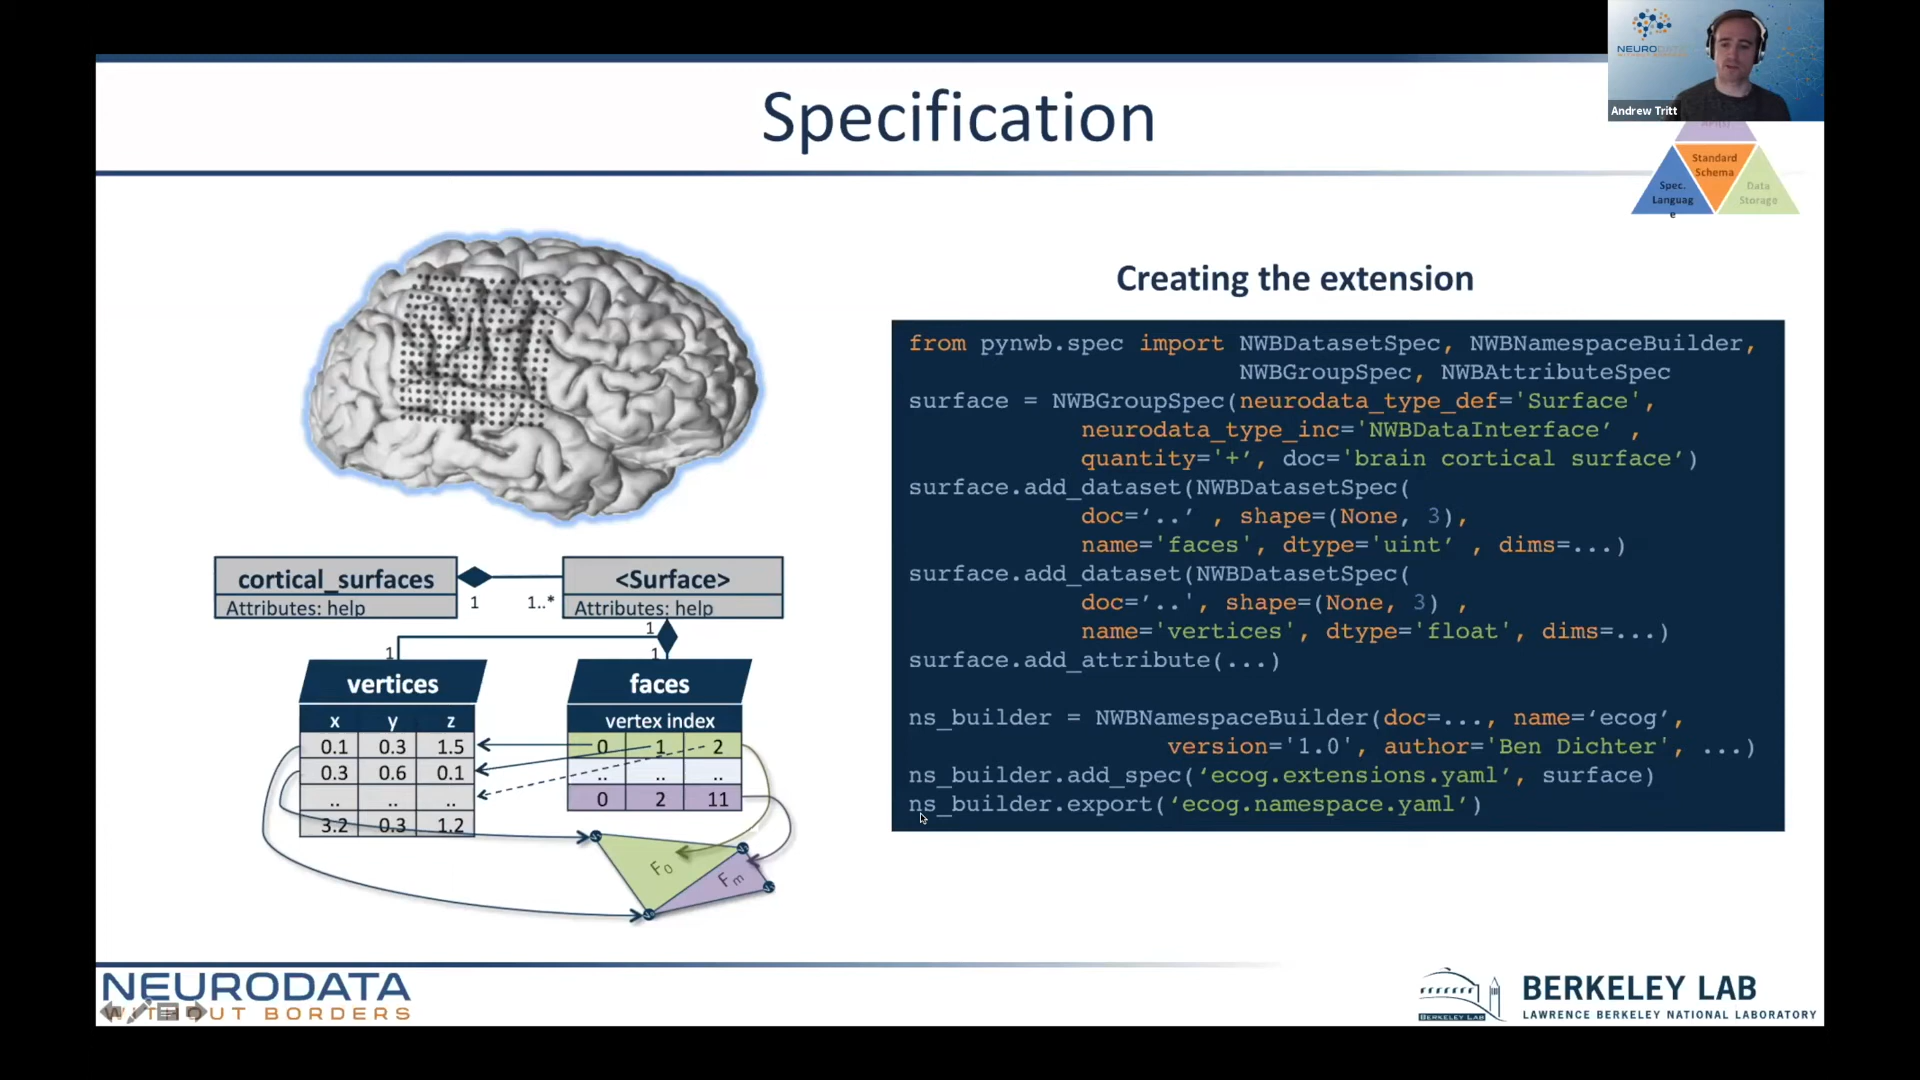 NEURODATA
Andrew Tritt
Specification
Standard
Schema
Spec.
Languag
e
Data
Storage
Creating the extension
from pynwb.spec import NWBDatasetSpec, NWBNamespaceBuilder,
NWBGroupSpec, NWBAttributeSpec
surface = NWBGroupSpec(neurodata_type_def='Surface',
neurodata_type_inc='NWBDataInterface’ ,
quantity='+’, doc='brain cortical surface’)
surface.add_dataset(NWBDatasetSpec(
doc=‘..’ , shape=(None, 3),
name='faces', dtype='uint’ , dims=...)
surface.add_dataset(NWBDatasetSpec(
doc=’..', shape=(None, 3) ,
name='vertices', dtype='float', dims=...)
surface.add_attribute(...)
ns_builder = NWBNamespaceBuilder(doc=..., name=‘ecog’,
version='1.0', author='Ben Dichter', ...)
ns_builder.add_spec(‘ecog.extensions.yaml’, surface)
ns_builder.export(‘ecog.namespace.yaml’)
cortical_surfaces
Attributes: help
1
1..*
<Surface>
Attributes: help
1
1
1
vertices
x y z
0.1 0.3 1.5
0.3 0.6 0.1
.. .. ..
3.2 0.3 1.2
faces
vertex index
0 1 2
.. .. ..
0 2 11
F0
Fm
NEURODATA
WITHOUT BORDERS
BERKELEY LAB
BERKELEY LAB
LAWRENCE BERKELEY NATIONAL LABORATORY